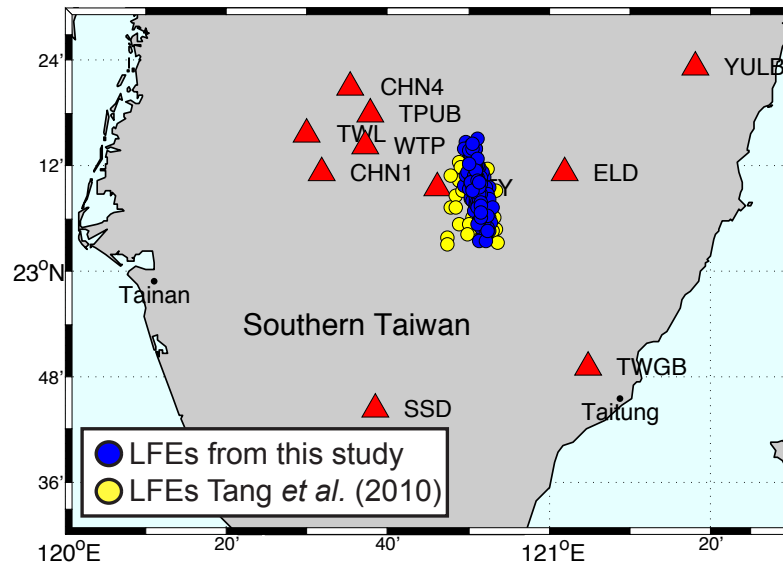 24'
YULB
CHN4
TPUB
TWL
WTP
12'
CHN1
ELD
23°N
Tainan
Southern Taiwan
48'
TWGB
Taitung
SSD
LFEs from this study
LFEs Tang et al. (2010)
36'
120°E
20'
40'
121°E
20'